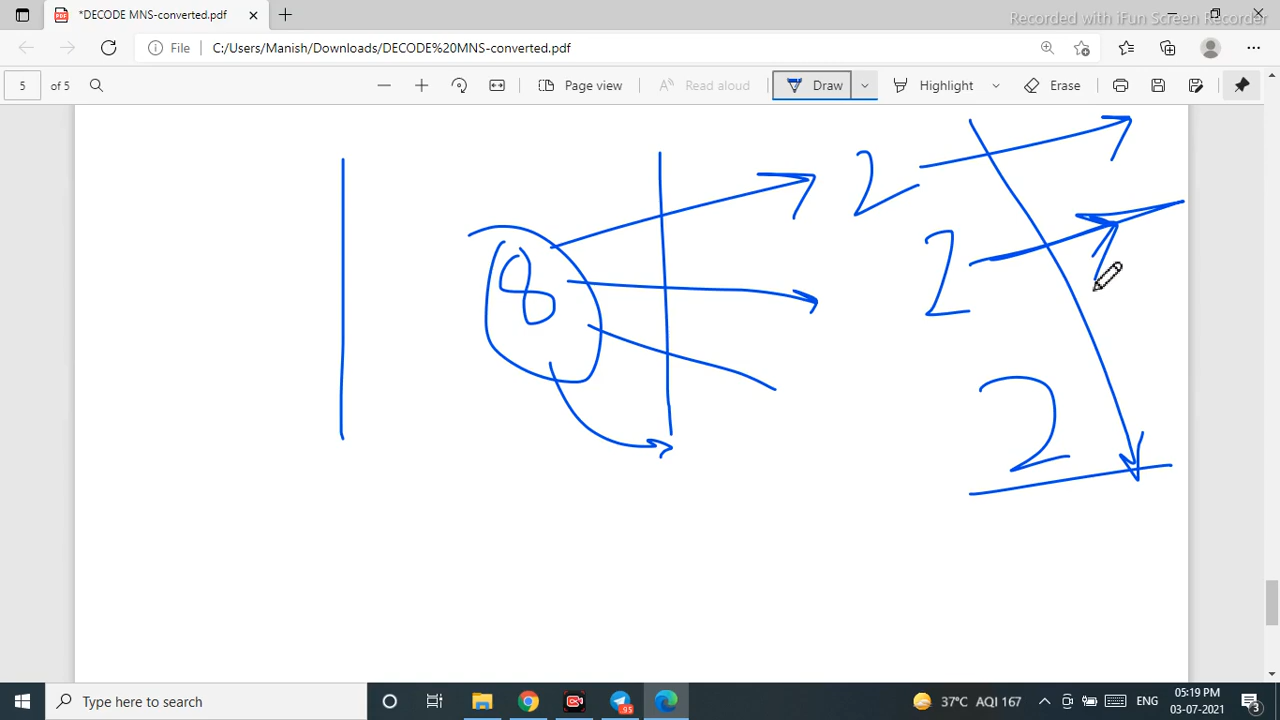 *DECODE MNS-converted.pdf
Recorded with iFun Screen Recorder
File C:/Users/Manish/Downloads/DECODE%20MNS-converted.pdf
5 of 5 Page view Read aloud Draw Highlight Erase
2
8
2
2
Type here to search
95
37°C AQI 167 ENG
05:19 PM
03-07-2021
3